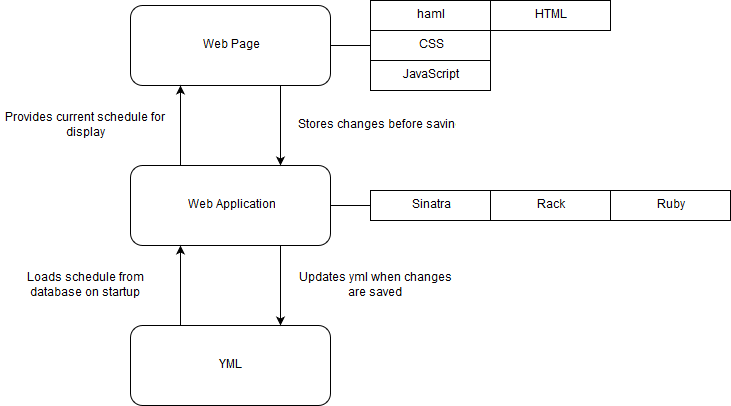 haml
HTML
Web Page
CSS
JavaScript
Provides current schedule for
display
Stores changes before savin
Web Application
Sinatra
Rack
Ruby
Loads schedule from
database on startup
Updates yml when changes
are saved
YML